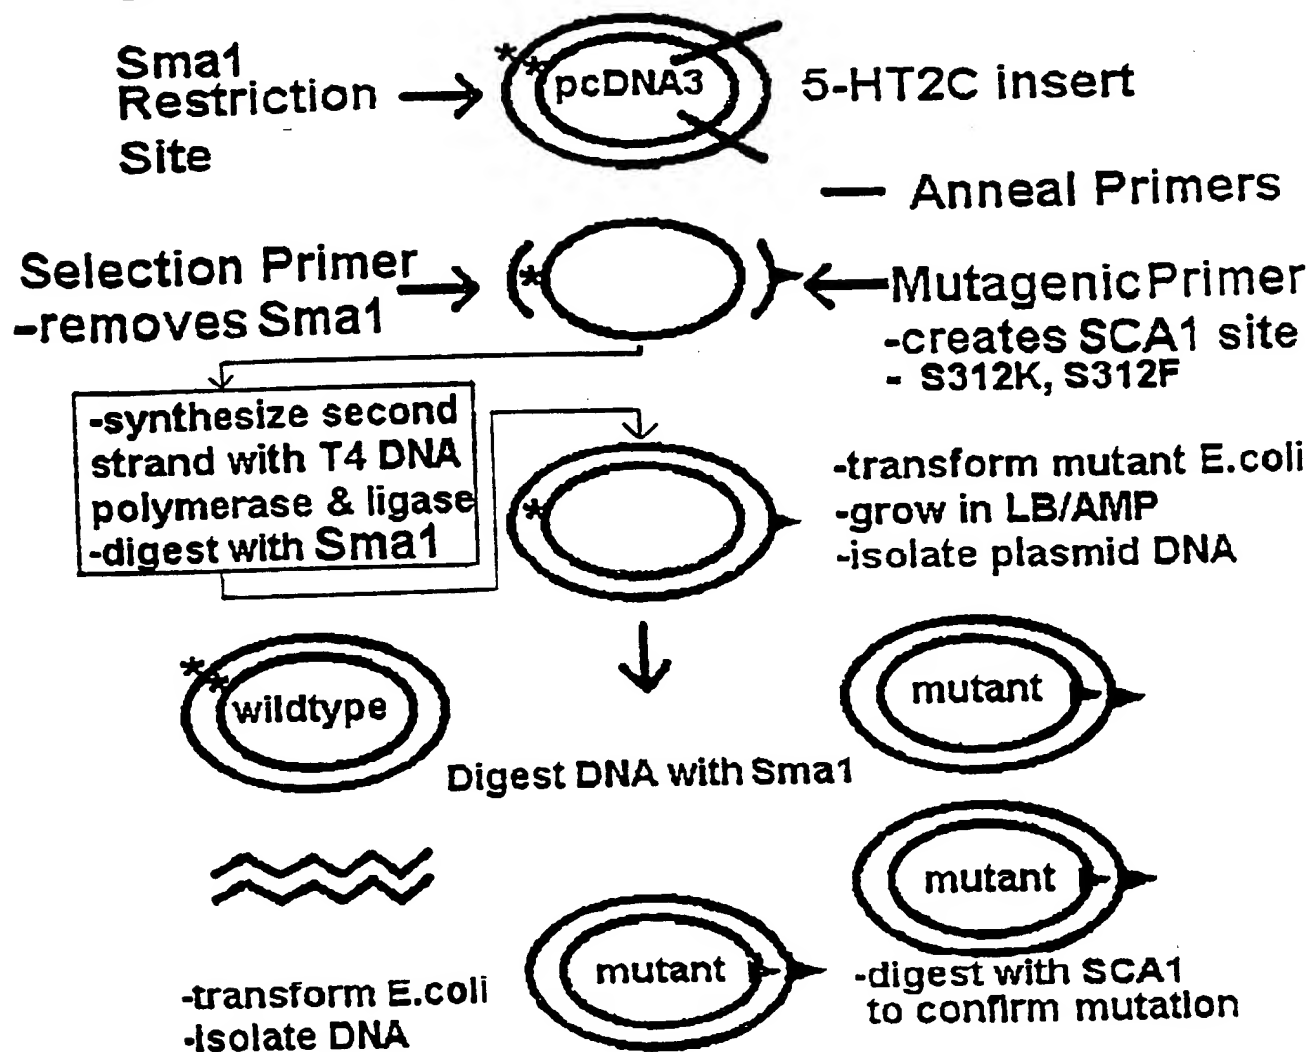 Sma1
Restriction
Site
pcDNA3
5-HT2C insert
Anneal Primers
Selection Primer
-removes Sma1
Mutagenic Primer
-creates SCA1 site
- S312K, S312F
-synthesize second
strand with T4 DNA
polymerase & ligase
-digest with Sma1
-transform mutant E.coli
-grow in LB/AMP
-isolate plasmid DNA
wildtype
mutant
Digest DNA with Sma1
mutant
mutant
-digest with SCA1
to confirm mutation
-transform E.coli
-isolate DNA